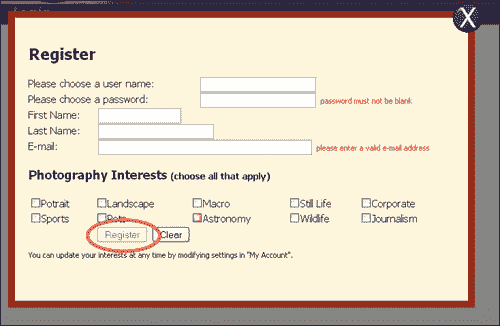 X
Register
Please choose a user name:
Please choose a password: password must not be blank
First Name:
Last Name:
E-mail: please enter a valid e-mail address
Photography Interests (choose all that apply)
Potrait Landscape Macro Still Life Corporate
Sports Pets Astronomy Wildlife Journalism
Register Clear
You can update your interests at any time by modifying settings in "My Account".